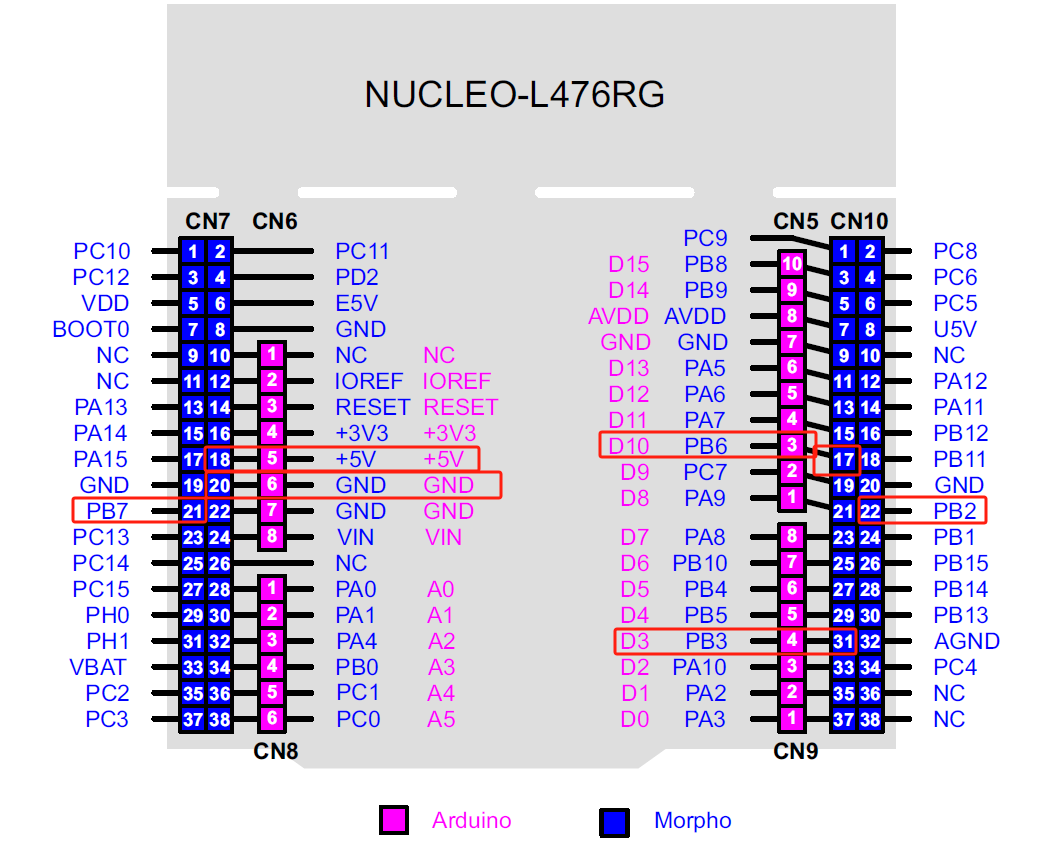 NUCLEO-L476RG
CN7 CN6 CN5 CN10
PC9
PC10 1 2 PC11 1 2 PC8
D15 PB8 10
PC12 3 4 PD2 3 4 PC6
D14 PB9 9
VDD 5 6 E5V 5 6 PC5
AVDD AVDD 8
BOOT0 7 8 GND 7 8 U5V
GND GND 7
NC 9 10 1 NC NC 9 10 NC
D13 PA5 6
NC 11 12 2 IOREF IOREF 11 12 PA12
D12 PA6 5
PA13 13 14 3 RESET RESET 13 14 PA11
D11 PA7 4
PA14 15 16 4 +3V3 +3V3 15 16 PB12
D10 PB6 3
PA15 17 18 5 +5V +5V 17 18 PB11
D9 PC7 2
GND 19 20 6 GND GND 19 20 GND
D8 PA9 1
PB7 21 22 7 GND GND 21 22 PB2
PC13 23 24 8 VIN VIN D7 PA8 8 23 24 PB1
PC14 25 26 NC D6 PB10 7 25 26 PB15
PC15 27 28 1 PA0 A0 D5 PB4 6 27 28 PB14
PH0 29 30 2 PA1 A1 D4 PB5 5 29 30 PB13
PH1 31 32 3 PA4 A2 D3 PB3 4 31 32 AGND
VBAT 33 34 4 PB0 A3 D2 PA10 3 33 34 PC4
PC2 35 36 5 PC1 A4 D1 PA2 2 35 36 NC
PC3 37 38 6 PC0 A5 D0 PA3 1 37 38 NC
CN8 CN9
Arduino Morpho